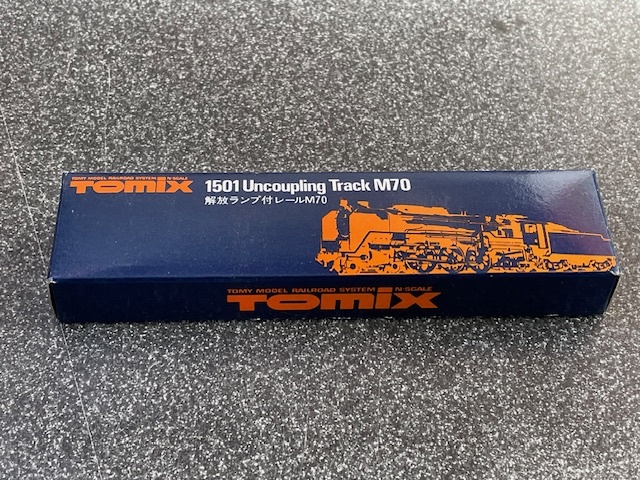 TOMY MODEL RAILROAD SYSTEM N-SCALE
TOMIX
1501 Uncoupling Track M70
解放ランプ付レールM70
TOMY MODEL RAILROAD SYSTEM N-SCALE
TOMIX